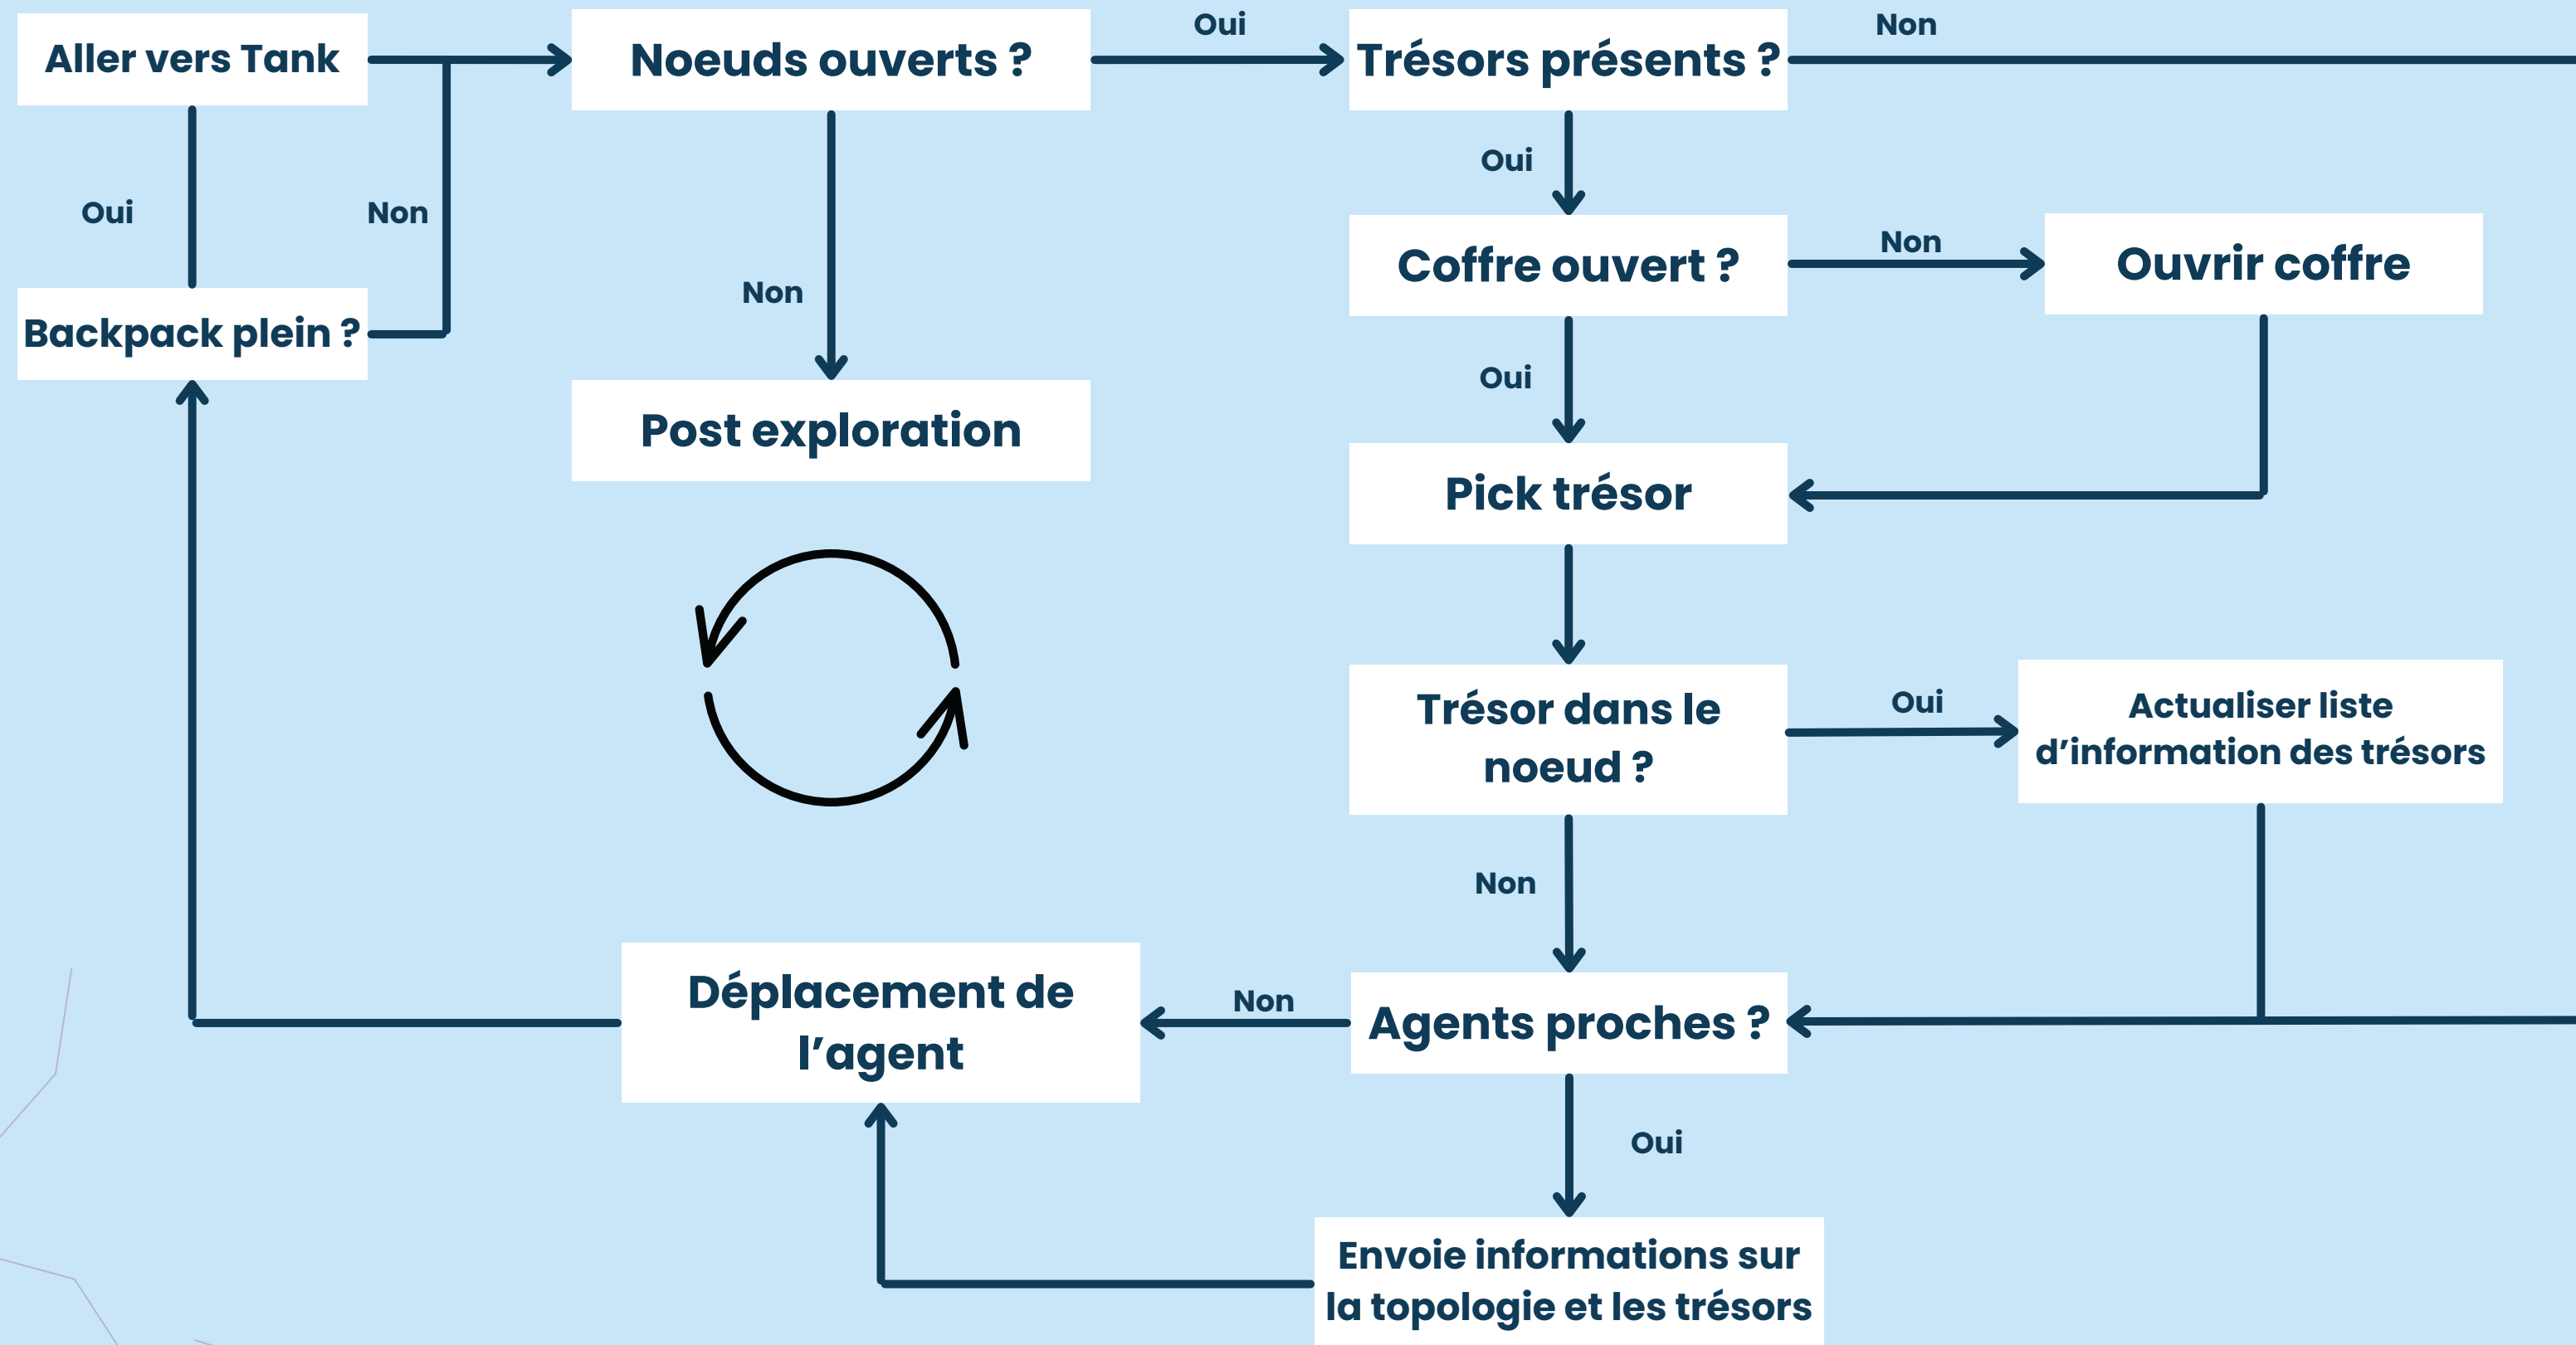 Aller vers Tank
Noeuds ouverts ?
Oui
Trésors présents ?
Non
Oui
Non
Oui
Coffre ouvert ?
Non
Ouvrir coffre
Backpack plein ?
Non
Oui
Post exploration
Pick trésor
Trésor dans le
noeud ?
Oui
Actualiser liste
d’information des trésors
Non
Déplacement de
l’agent
Non
Agents proches ?
Oui
Envoie informations sur
la topologie et les trésors